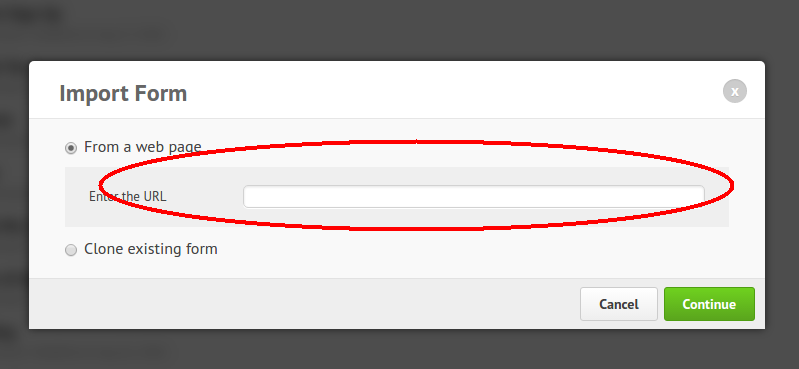 Import Form
x
From a web page
Enter the URL
Clone existing form
Cancel
Continue